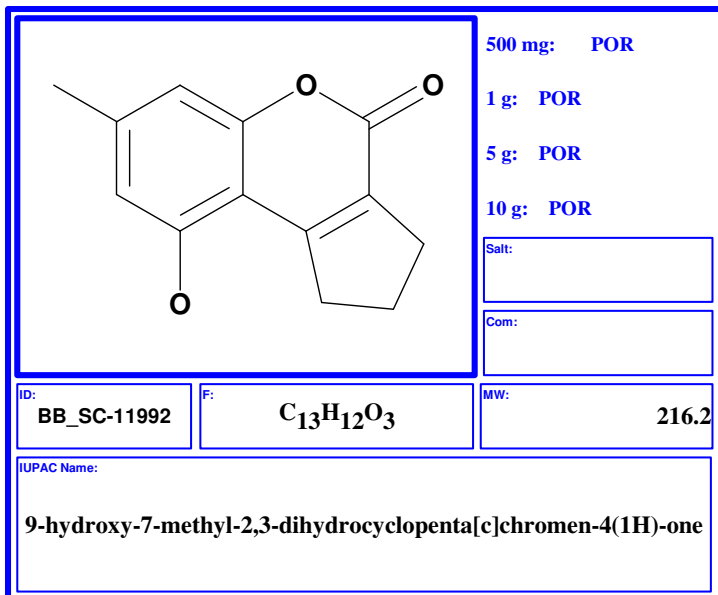 O
O
O
500 mg: POR
1 g: POR
5 g: POR
10 g: POR
Salt:
Com:
ID:
BB_SC-11992
F:
C13H12O3
MW:
216.2
IUPAC Name:
9-hydroxy-7-methyl-2,3-dihydrocyclopenta[c]chromen-4(1H)-one